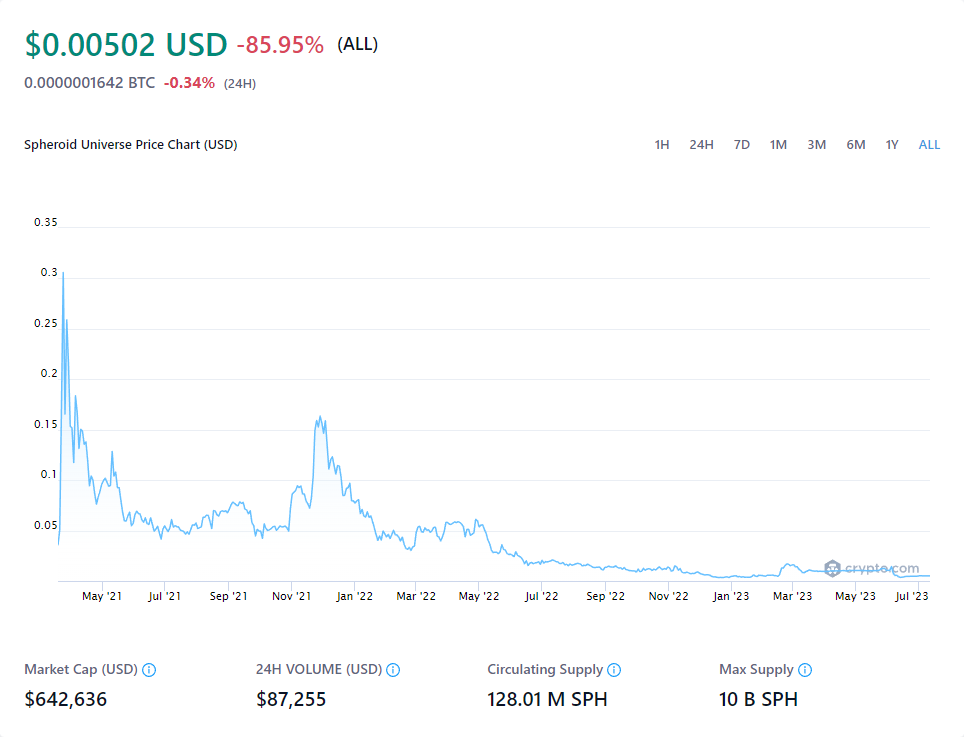 $0.00502 USD -85.95% (ALL)
0.0000001642 BTC -0.34% (24H)
Spheroid Universe Price Chart (USD) 1H 24H 7D 1M 3M 6M 1Y ALL
0.35
0.3
0.25
0.2
0.15
0.1
0.05
crypto.com
May '21 Jul '21 Sep '21 Nov '21 Jan '22 Mar '22 May '22 Jul '22 Sep '22 Nov '22 Jan '23 Mar '23 May '23 Jul '23
Market Cap (USD) 24H VOLUME (USD) Circulating Supply Max Supply
$642,636 $87,255 128.01 M SPH 10 B SPH